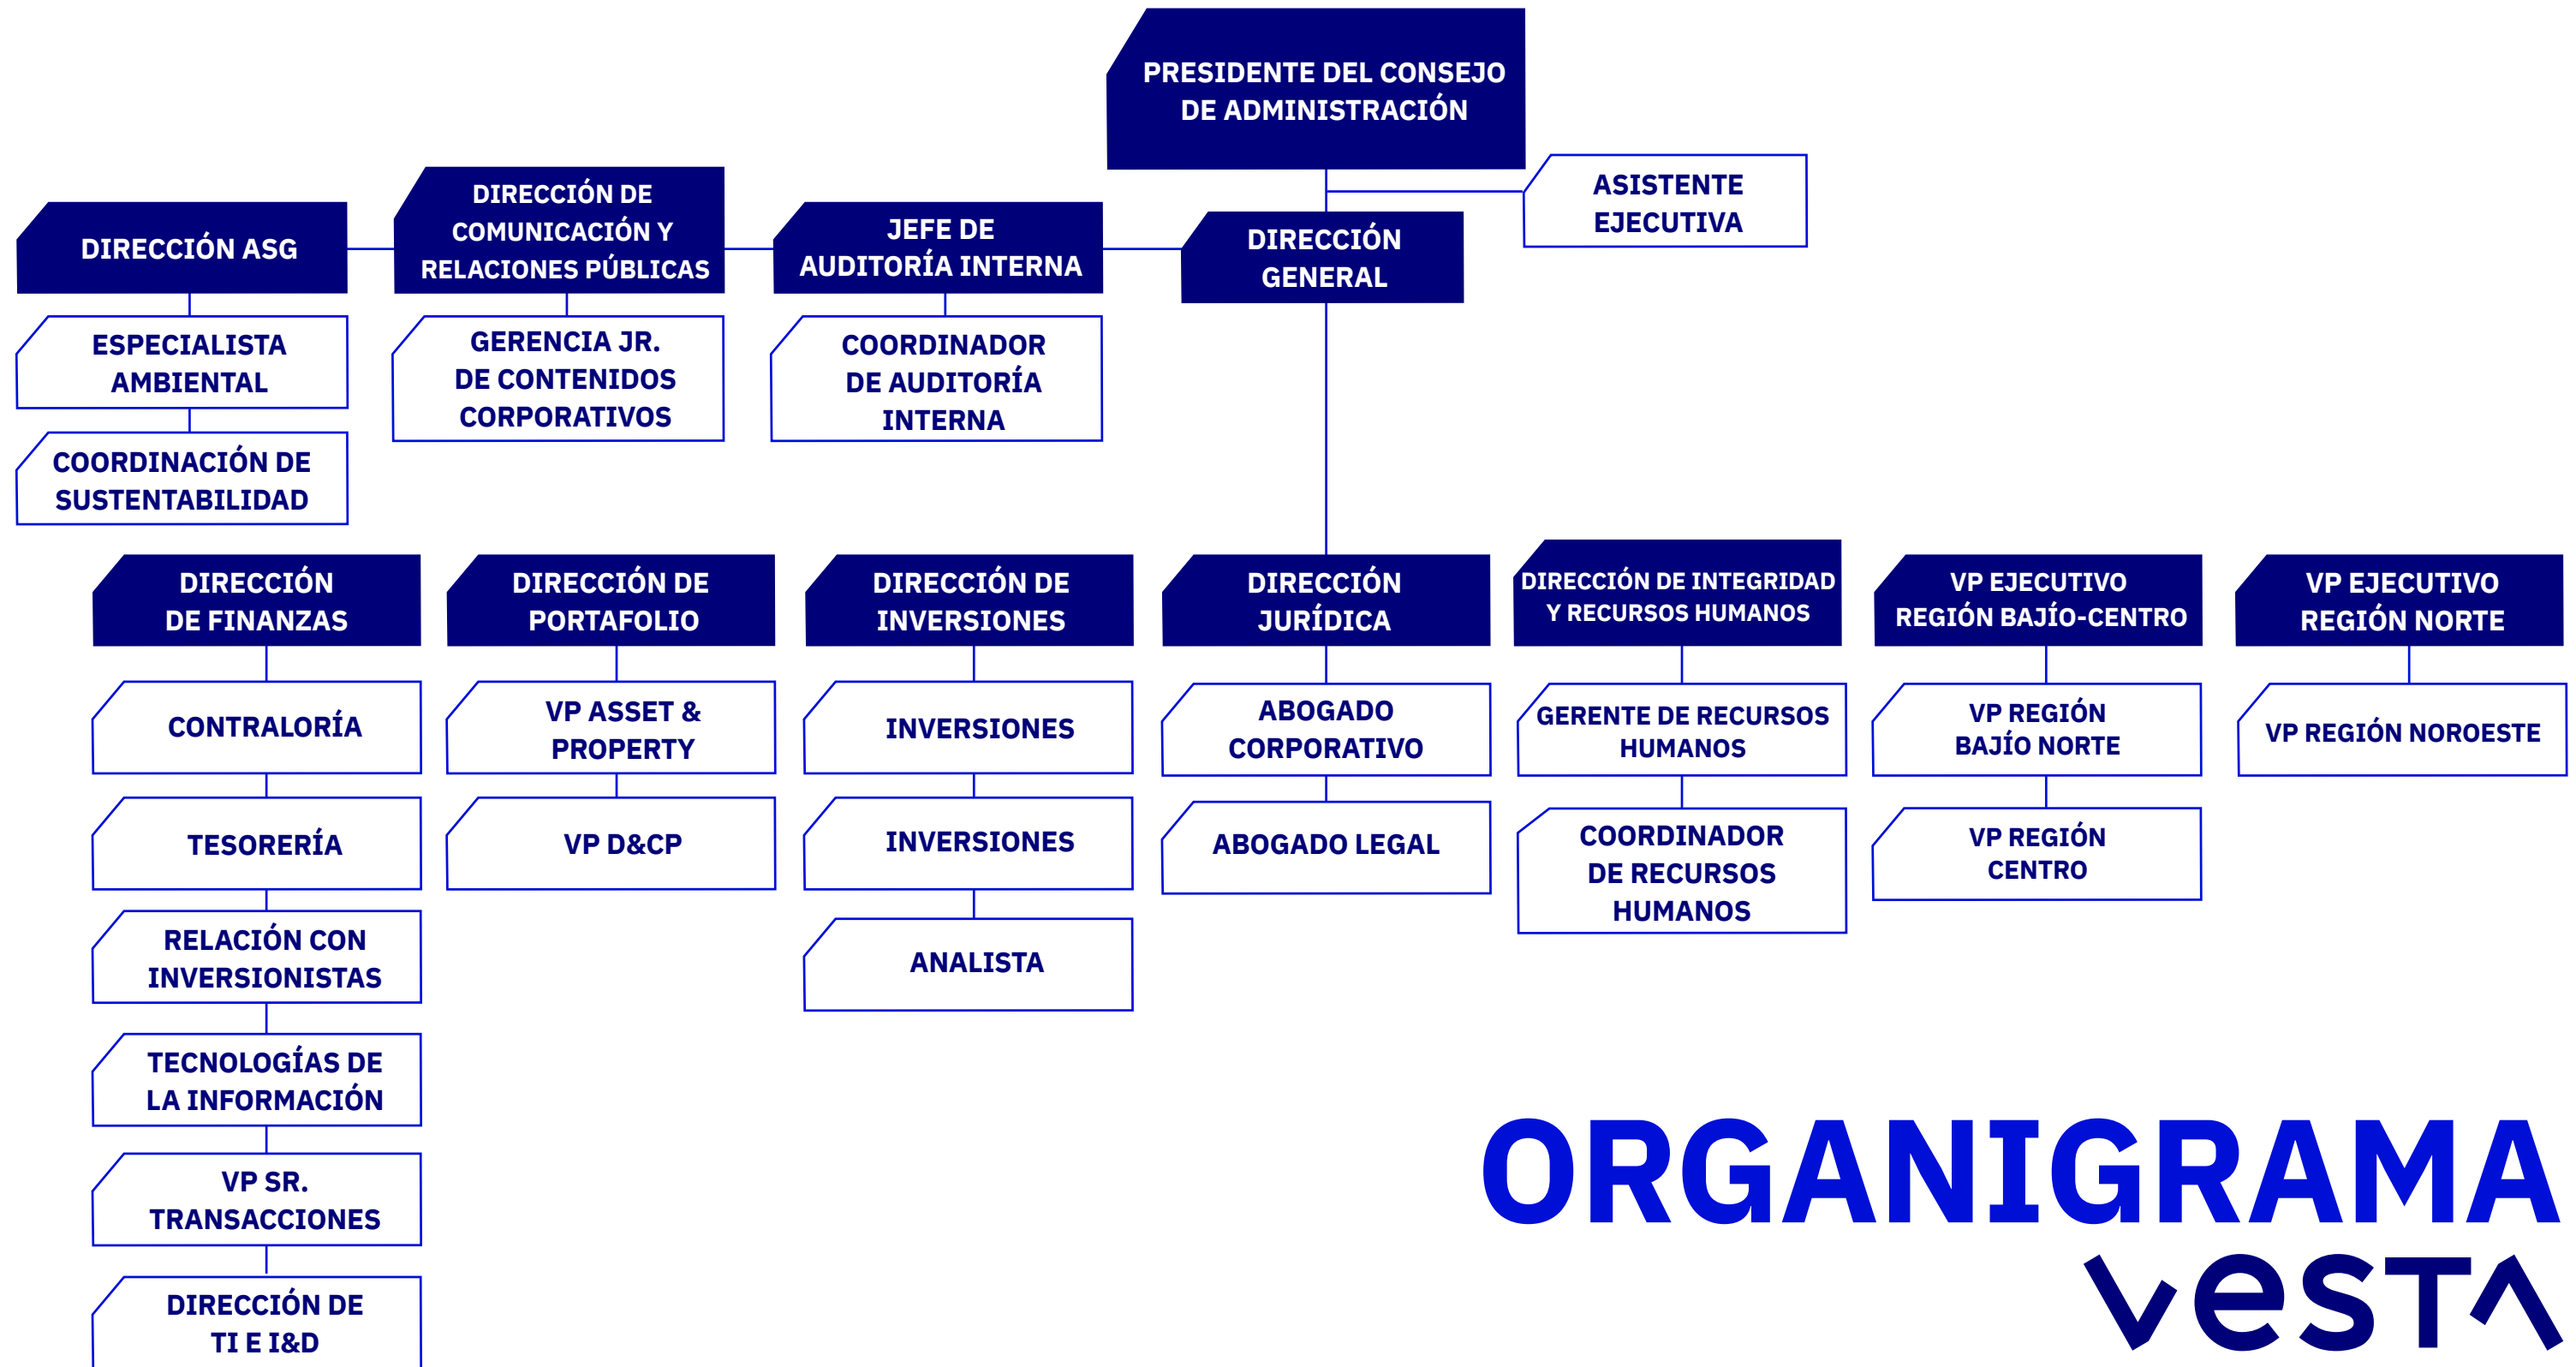 PRESIDENTE DEL CONSEJO
DE ADMINISTRACIÓN
ASISTENTE
EJECUTIVA
DIRECCIÓN ASG
DIRECCIÓN DE
COMUNICACIÓN Y
RELACIONES PÚBLICAS
JEFE DE
AUDITORÍA INTERNA
DIRECCIÓN
GENERAL
ESPECIALISTA
AMBIENTAL
COORDINACIÓN DE
SUSTENTABILIDAD
GERENCIA JR.
DE CONTENIDOS
CORPORATIVOS
COORDINADOR
DE AUDITORÍA
INTERNA
DIRECCIÓN
DE FINANZAS
CONTRALORÍA
TESORERÍA
RELACIÓN CON
INVERSIONISTAS
TECNOLOGÍAS DE
LA INFORMACIÓN
VP SR.
TRANSACCIONES
DIRECCIÓN DE
TI E I&D
DIRECCIÓN DE
PORTAFOLIO
VP ASSET &
PROPERTY
VP D&CP
DIRECCIÓN DE
INVERSIONES
INVERSIONES
INVERSIONES
ANALISTA
DIRECCIÓN
JURÍDICA
ABOGADO
CORPORATIVO
ABOGADO LEGAL
DIRECCIÓN DE INTEGRIDAD
Y RECURSOS HUMANOS
GERENTE DE RECURSOS
HUMANOS
COORDINADOR
DE RECURSOS
HUMANOS
VP EJECUTIVO
REGIÓN BAJÍO-CENTRO
VP REGIÓN
BAJÍO NORTE
VP REGIÓN
CENTRO
VP EJECUTIVO
REGIÓN NORTE
VP REGIÓN NOROESTE
ORGANIGRAMA
vesta